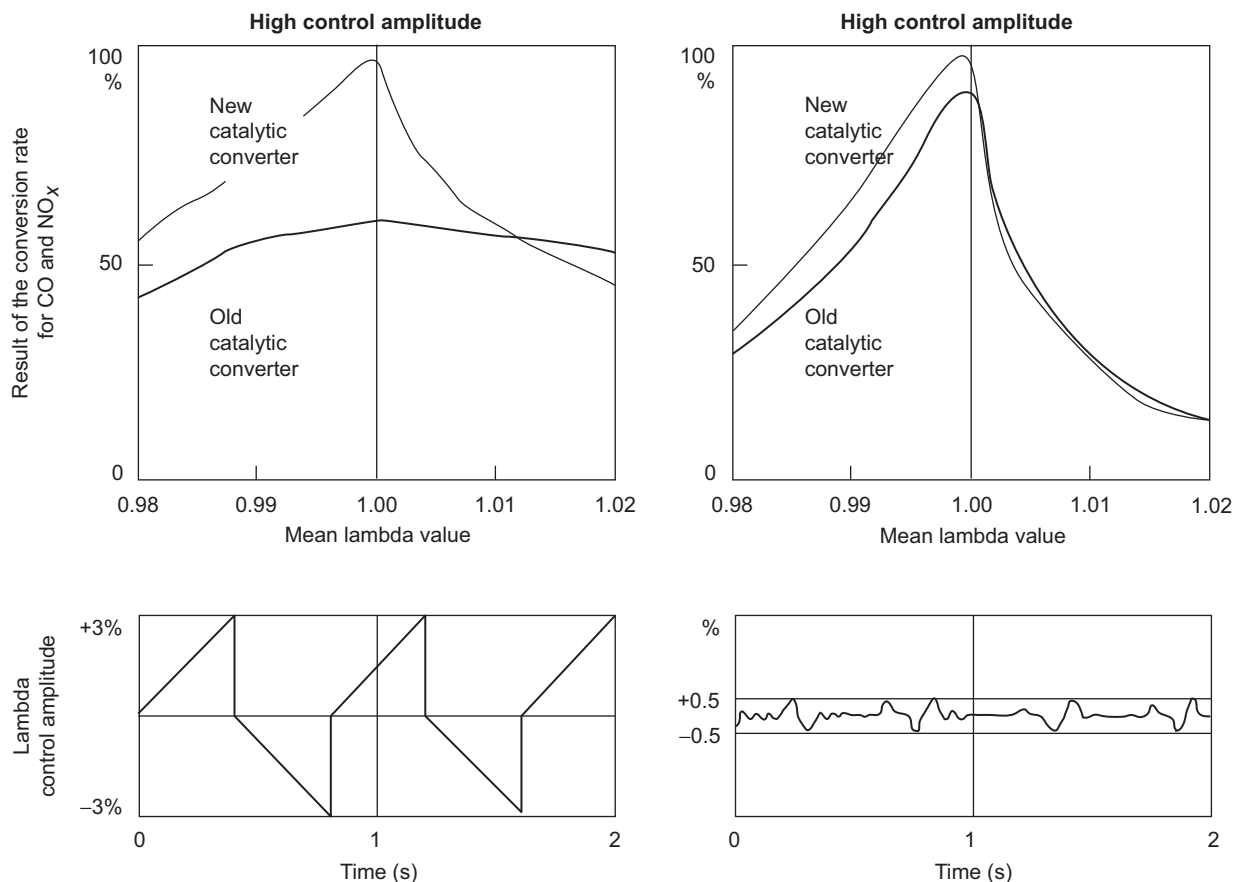 High control amplitude
100
%
New
catalytic
converter
50
Old
catalytic
converter
0
0.98 0.99 1.00 1.01 1.02
Mean lambda value
Result of the conversion rate
for CO and NOx
High control amplitude
100
%
New
catalytic
converter
50
Old
catalytic
converter
0
0.98 0.99 1.00 1.01 1.02
Mean lambda value
Lambda
control amplitude
+3%
–3%
0 1 2
Time (s)
%
+0.5
–0.5
0 1 2
Time (s)